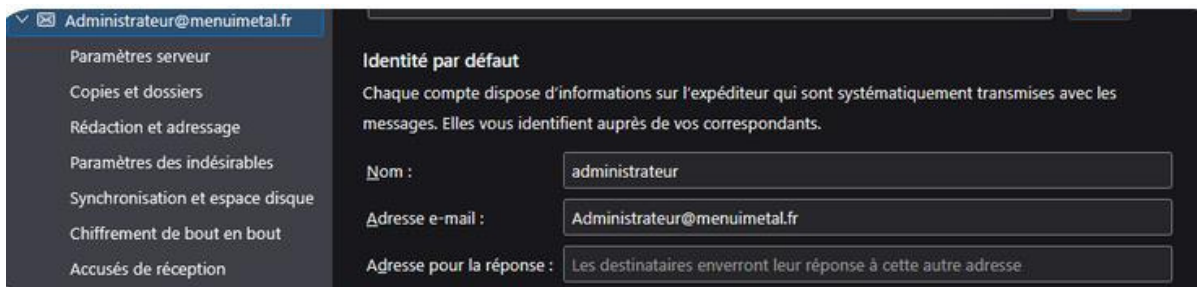 Administrateur@menuimetal.fr
Paramètres serveur
Copies et dossiers
Rédaction et adressage
Paramètres des indésirables
Synchronisation et espace disque
Chiffrement de bout en bout
Accusés de réception
Identité par défaut
Chaque compte dispose d'informations sur l'expéditeur qui sont systématiquement transmises avec les
messages. Elles vous identifient auprès de vos correspondants.
Nom : administrateur
Adresse e-mail : Administrateur@menuimetal.fr
Adresse pour la réponse : Les destinataires enverront leur réponse à cette autre adresse